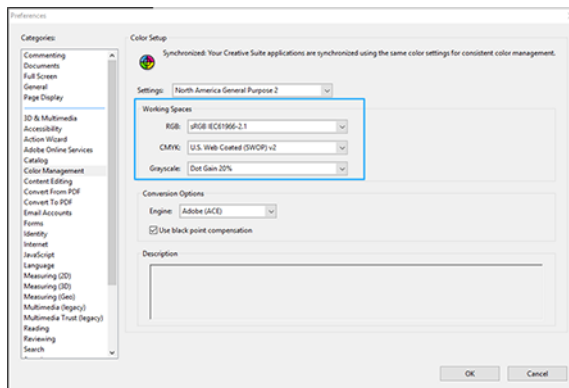 Preferences
Categories:
Commenting
Documents
Full Screen
General
Page Display
3D & Multimedia
Accessibility
Action Wizard
Adobe Online Services
Catalog
Color Management
Content Editing
Convert From PDF
Convert To PDF
Email Accounts
Forms
Identity
Internet
JavaScript
Language
Measuring (2D)
Measuring (3D)
Measuring (Geo)
Multimedia (legacy)
Multimedia Trust (legacy)
Reading
Reviewing
Search
Color Setup
Synchronized: Your Creative Suite applications are synchronized using the same color settings for consistent color management.
Settings: North America General Purpose 2
Working Spaces
RGB: sRGB IEC61966-2.1
CMYK: U.S. Web Coated (SWOP) v2
Grayscale: Dot Gain 20%
Conversion Options
Engine: Adobe (ACE)
Use black point compensation
Description
OK Cancel